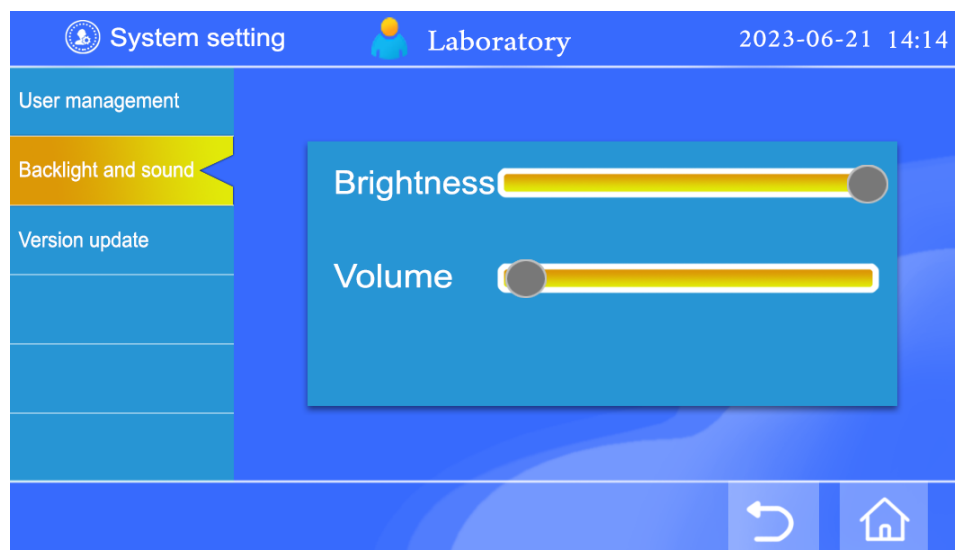 System setting
Laboratory
2023-06-21 14:14
User management
Backlight and sound
Version update
Brightness
Volume